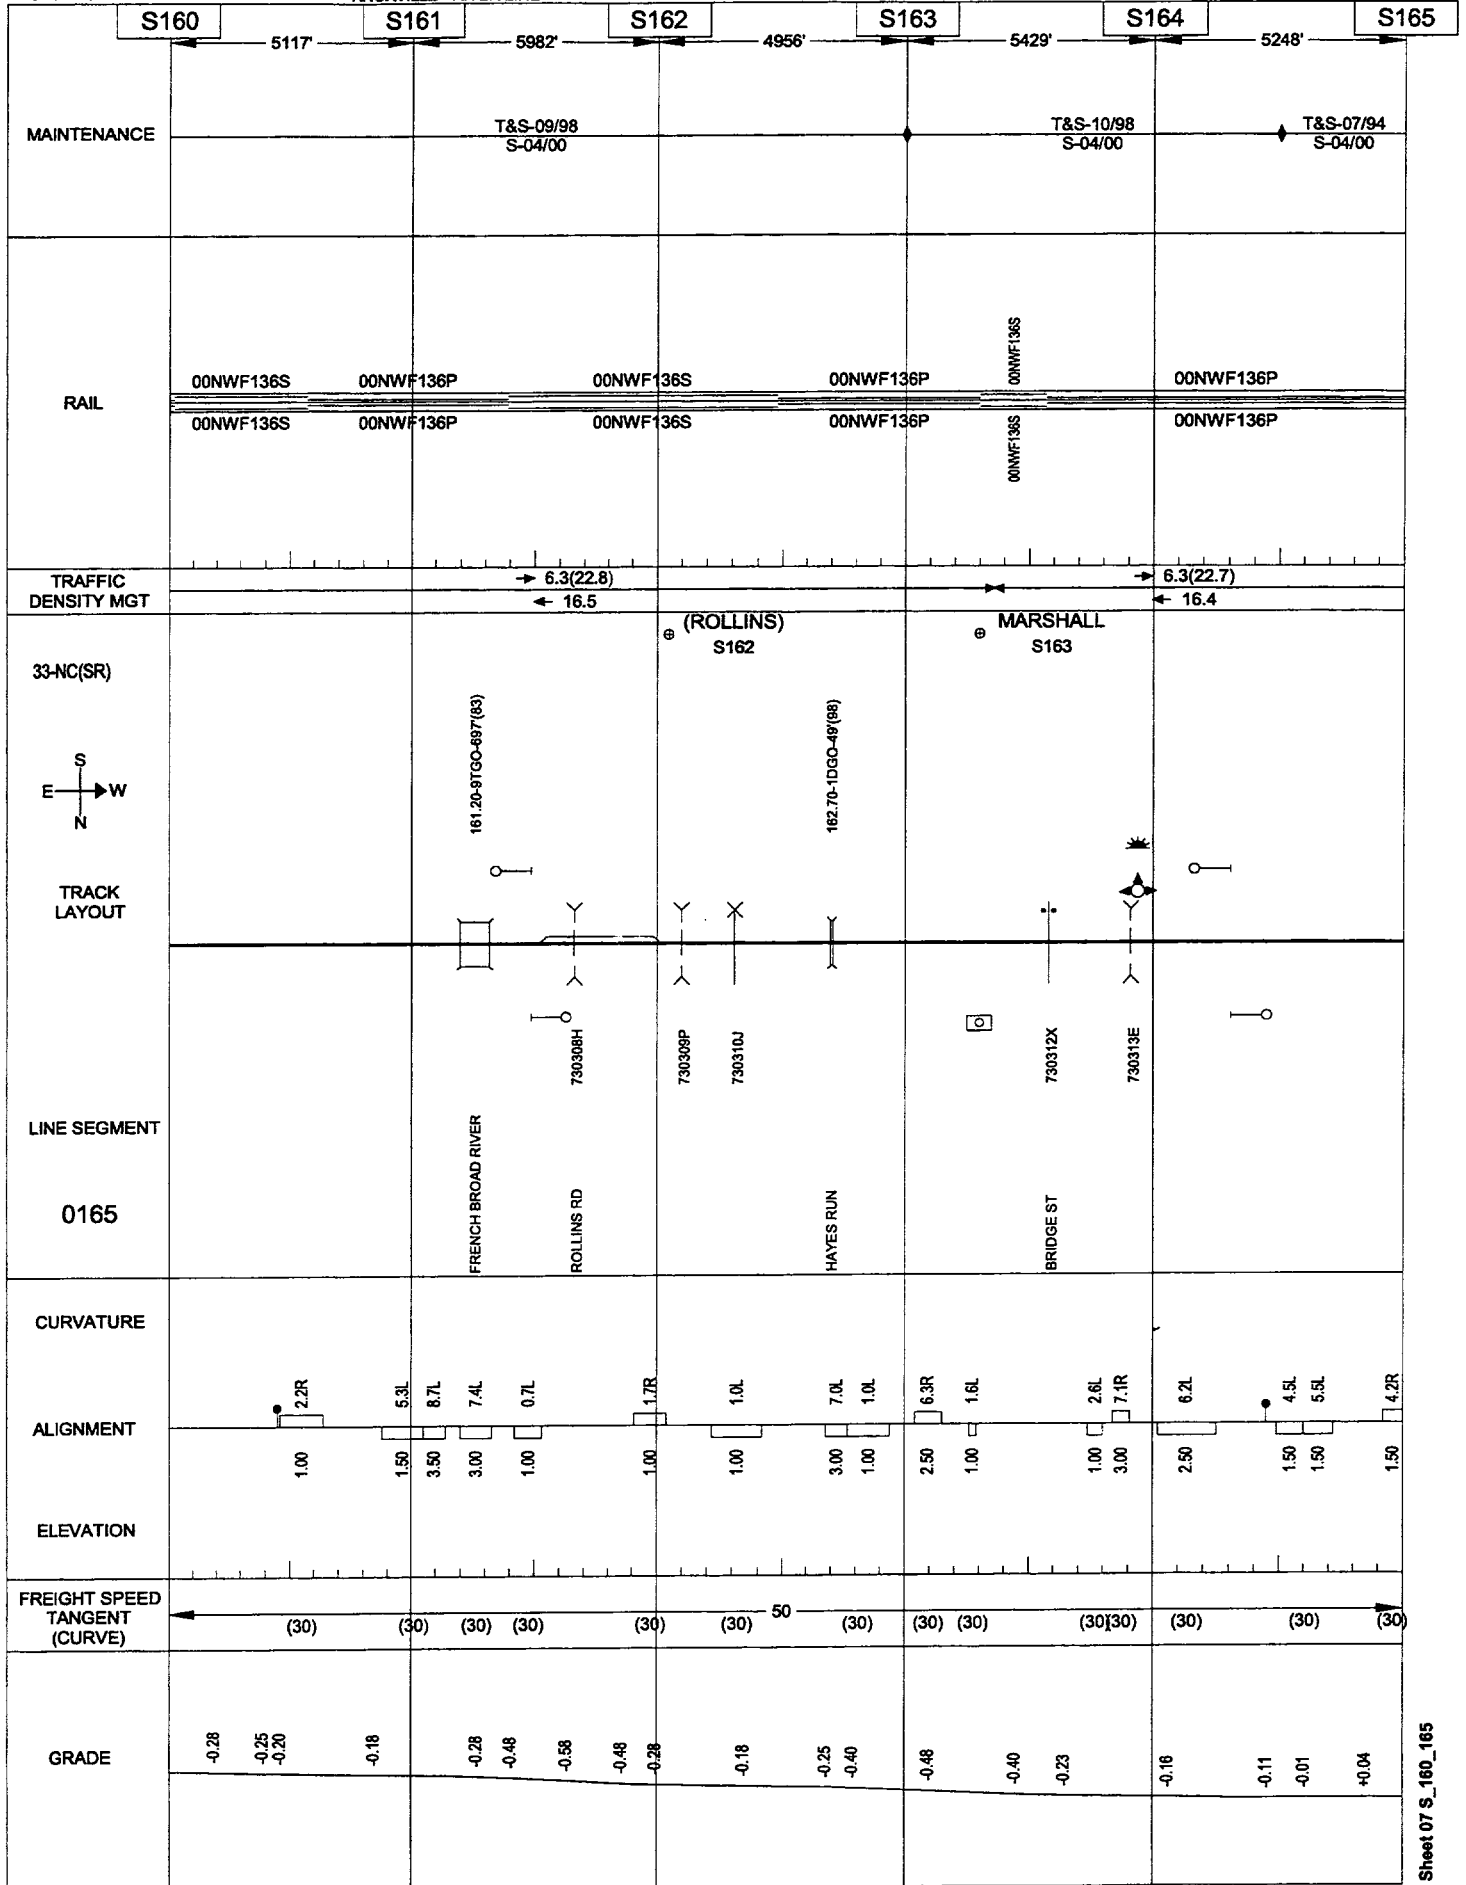 S160 S161 S162 S163 S164 S165
5117' 5982' 4956' 5429' 5248'
MAINTENANCE
T&S-09/98 T&S-10/98 T&S-07/94
S-04/00 S-04/00 S-04/00
00NWF136S
00NWF136S 00NWF136P 00NWF136S 00NWF136P 00NWF136P
RAIL
00NWF136S 00NWF136P 00NWF136S 00NWF136P 00NWF136P
00NWF136S
TRAFFIC
DENSITY MGT
6.3(22.8) 6.3(22.7)
16.5 16.4
(ROLLINS) MARSHALL
S162 S163
33-NC(SR)
161.20-9TGO-697'(83)
162.70-1DGO-49'(98)
S
E W
N
TRACK
LAYOUT
730308H
730309P
730310J
730312X
730313E
LINE SEGMENT
0165
FRENCH BROAD RIVER
ROLLINS RD
HAYES RUN
BRIDGE ST
CURVATURE
2.2R 5.3L 8.7L 7.4L 0.7L 1.7R 1.0L 7.0L 1.0L 6.3R 1.6L 2.6L 7.1R 6.2L 4.5L 5.5L 4.2R
ALIGNMENT
1.00 1.50 3.50 3.00 1.00 1.00 1.00 3.00 1.00 2.50 1.00 1.00 3.00 2.50 1.50 1.50 1.50
ELEVATION
FREIGHT SPEED
TANGENT
(CURVE)
50
(30) (30) (30) (30) (30) (30) (30) (30) (30) (30) (30) (30) (30) (30)
GRADE
-0.28 -0.25 -0.20 -0.18 -0.28 -0.48 -0.58 -0.48 -0.28 -0.18 -0.25 -0.40 -0.48 -0.40 -0.23 -0.16 -0.11 -0.01 +0.04
Sheet 07 S_160_165